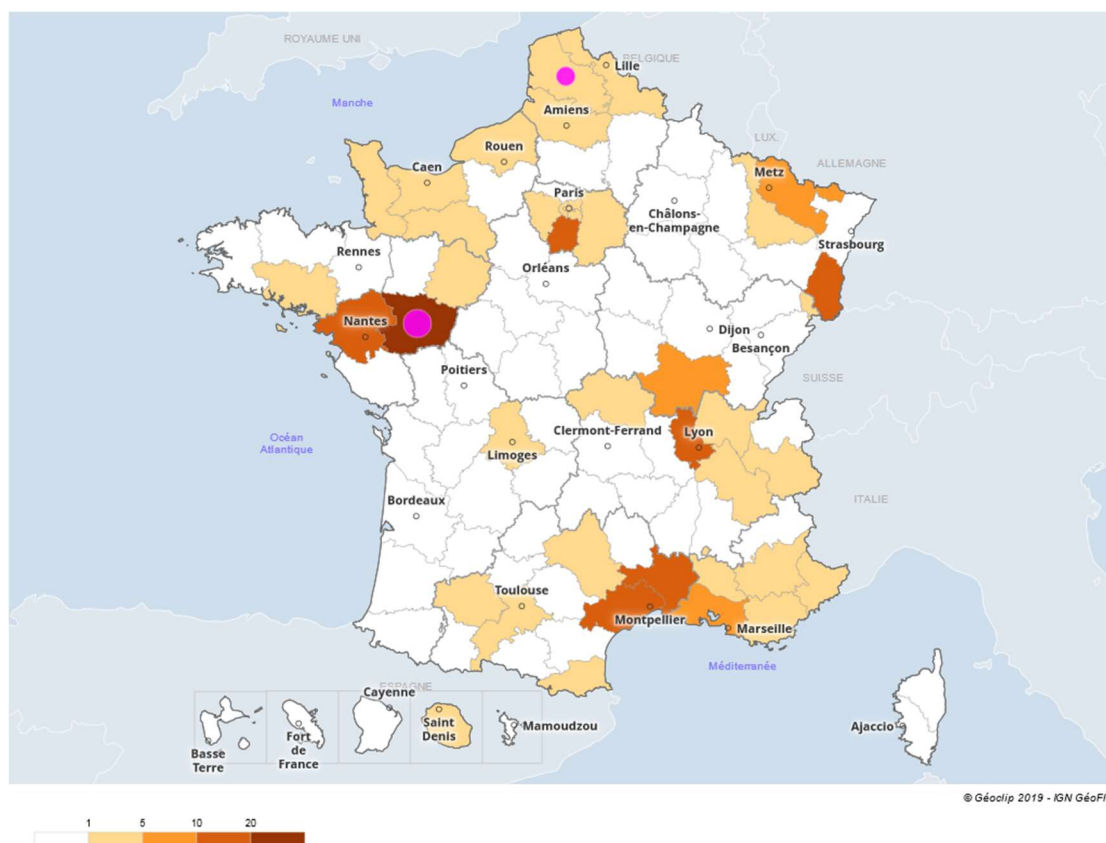 ROYAUME UNI
BELGIQUE
Lille
Manche
Amiens
LUX.
Rouen
ALLEMAGNE
Caen
Metz
Paris
Châlons-
en-Champagne
Strasbourg
Rennes
Orléans
Nantes
Dijon
Besançon
Poitiers
SUISSE
Océan
Atlantique
Clermont-Ferrand
Lyon
Limoges
Bordeaux
ITALIE
Toulouse
Montpellier
Marseille
Méditerranée
ESPAGNE
Cayenne
Saint
Denis
Mamoudzou
Ajaccio
Basse
Terre
Fort
de
France
© Géoclip 2019 - IGN GéoFl
1 5 10 20